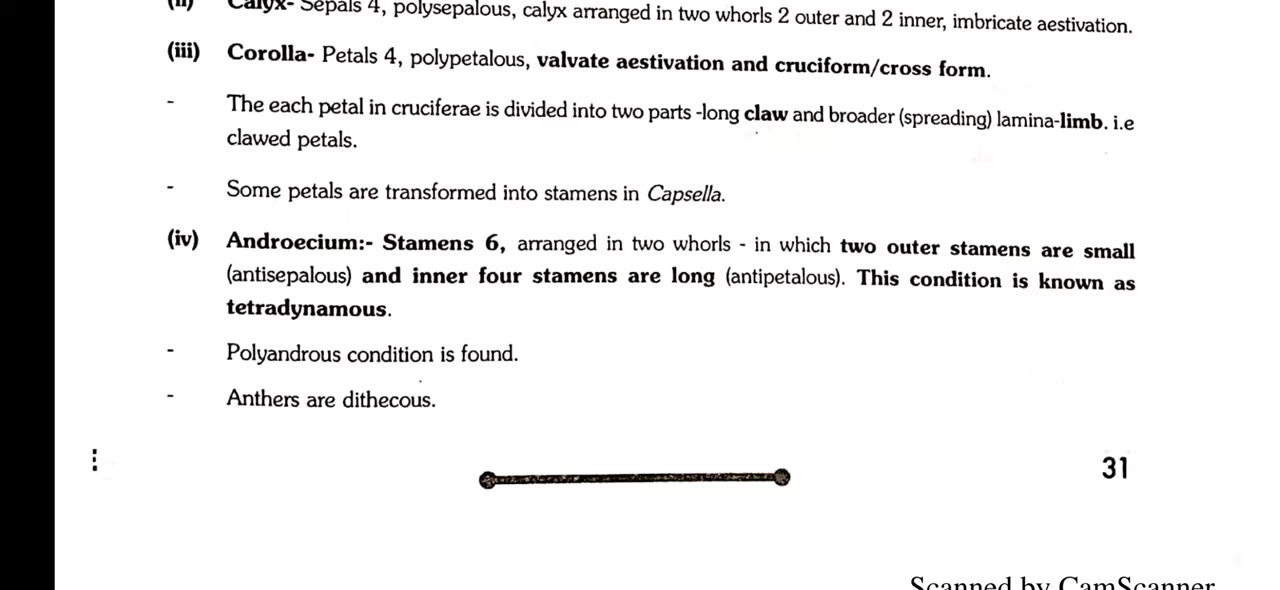 (ii) Calyx- Sepals 4, polysepalous, calyx arranged in two whorls 2 outer and 2 inner, imbricate aestivation.
(iii) Corolla- Petals 4, polypetalous, valvate aestivation and cruciform/cross form.
- The each petal in cruciferae is divided into two parts -long claw and broader (spreading) lamina-limb. i.e
clawed petals.
- Some petals are transformed into stamens in Capsella.
(iv) Androecium:- Stamens 6, arranged in two whorls - in which two outer stamens are small
(antisepalous) and inner four stamens are long (antipetalous). This condition is known as
tetradynamous.
- Polyandrous condition is found.
- Anthers are dithecous.
31
Scanned by CamScanner